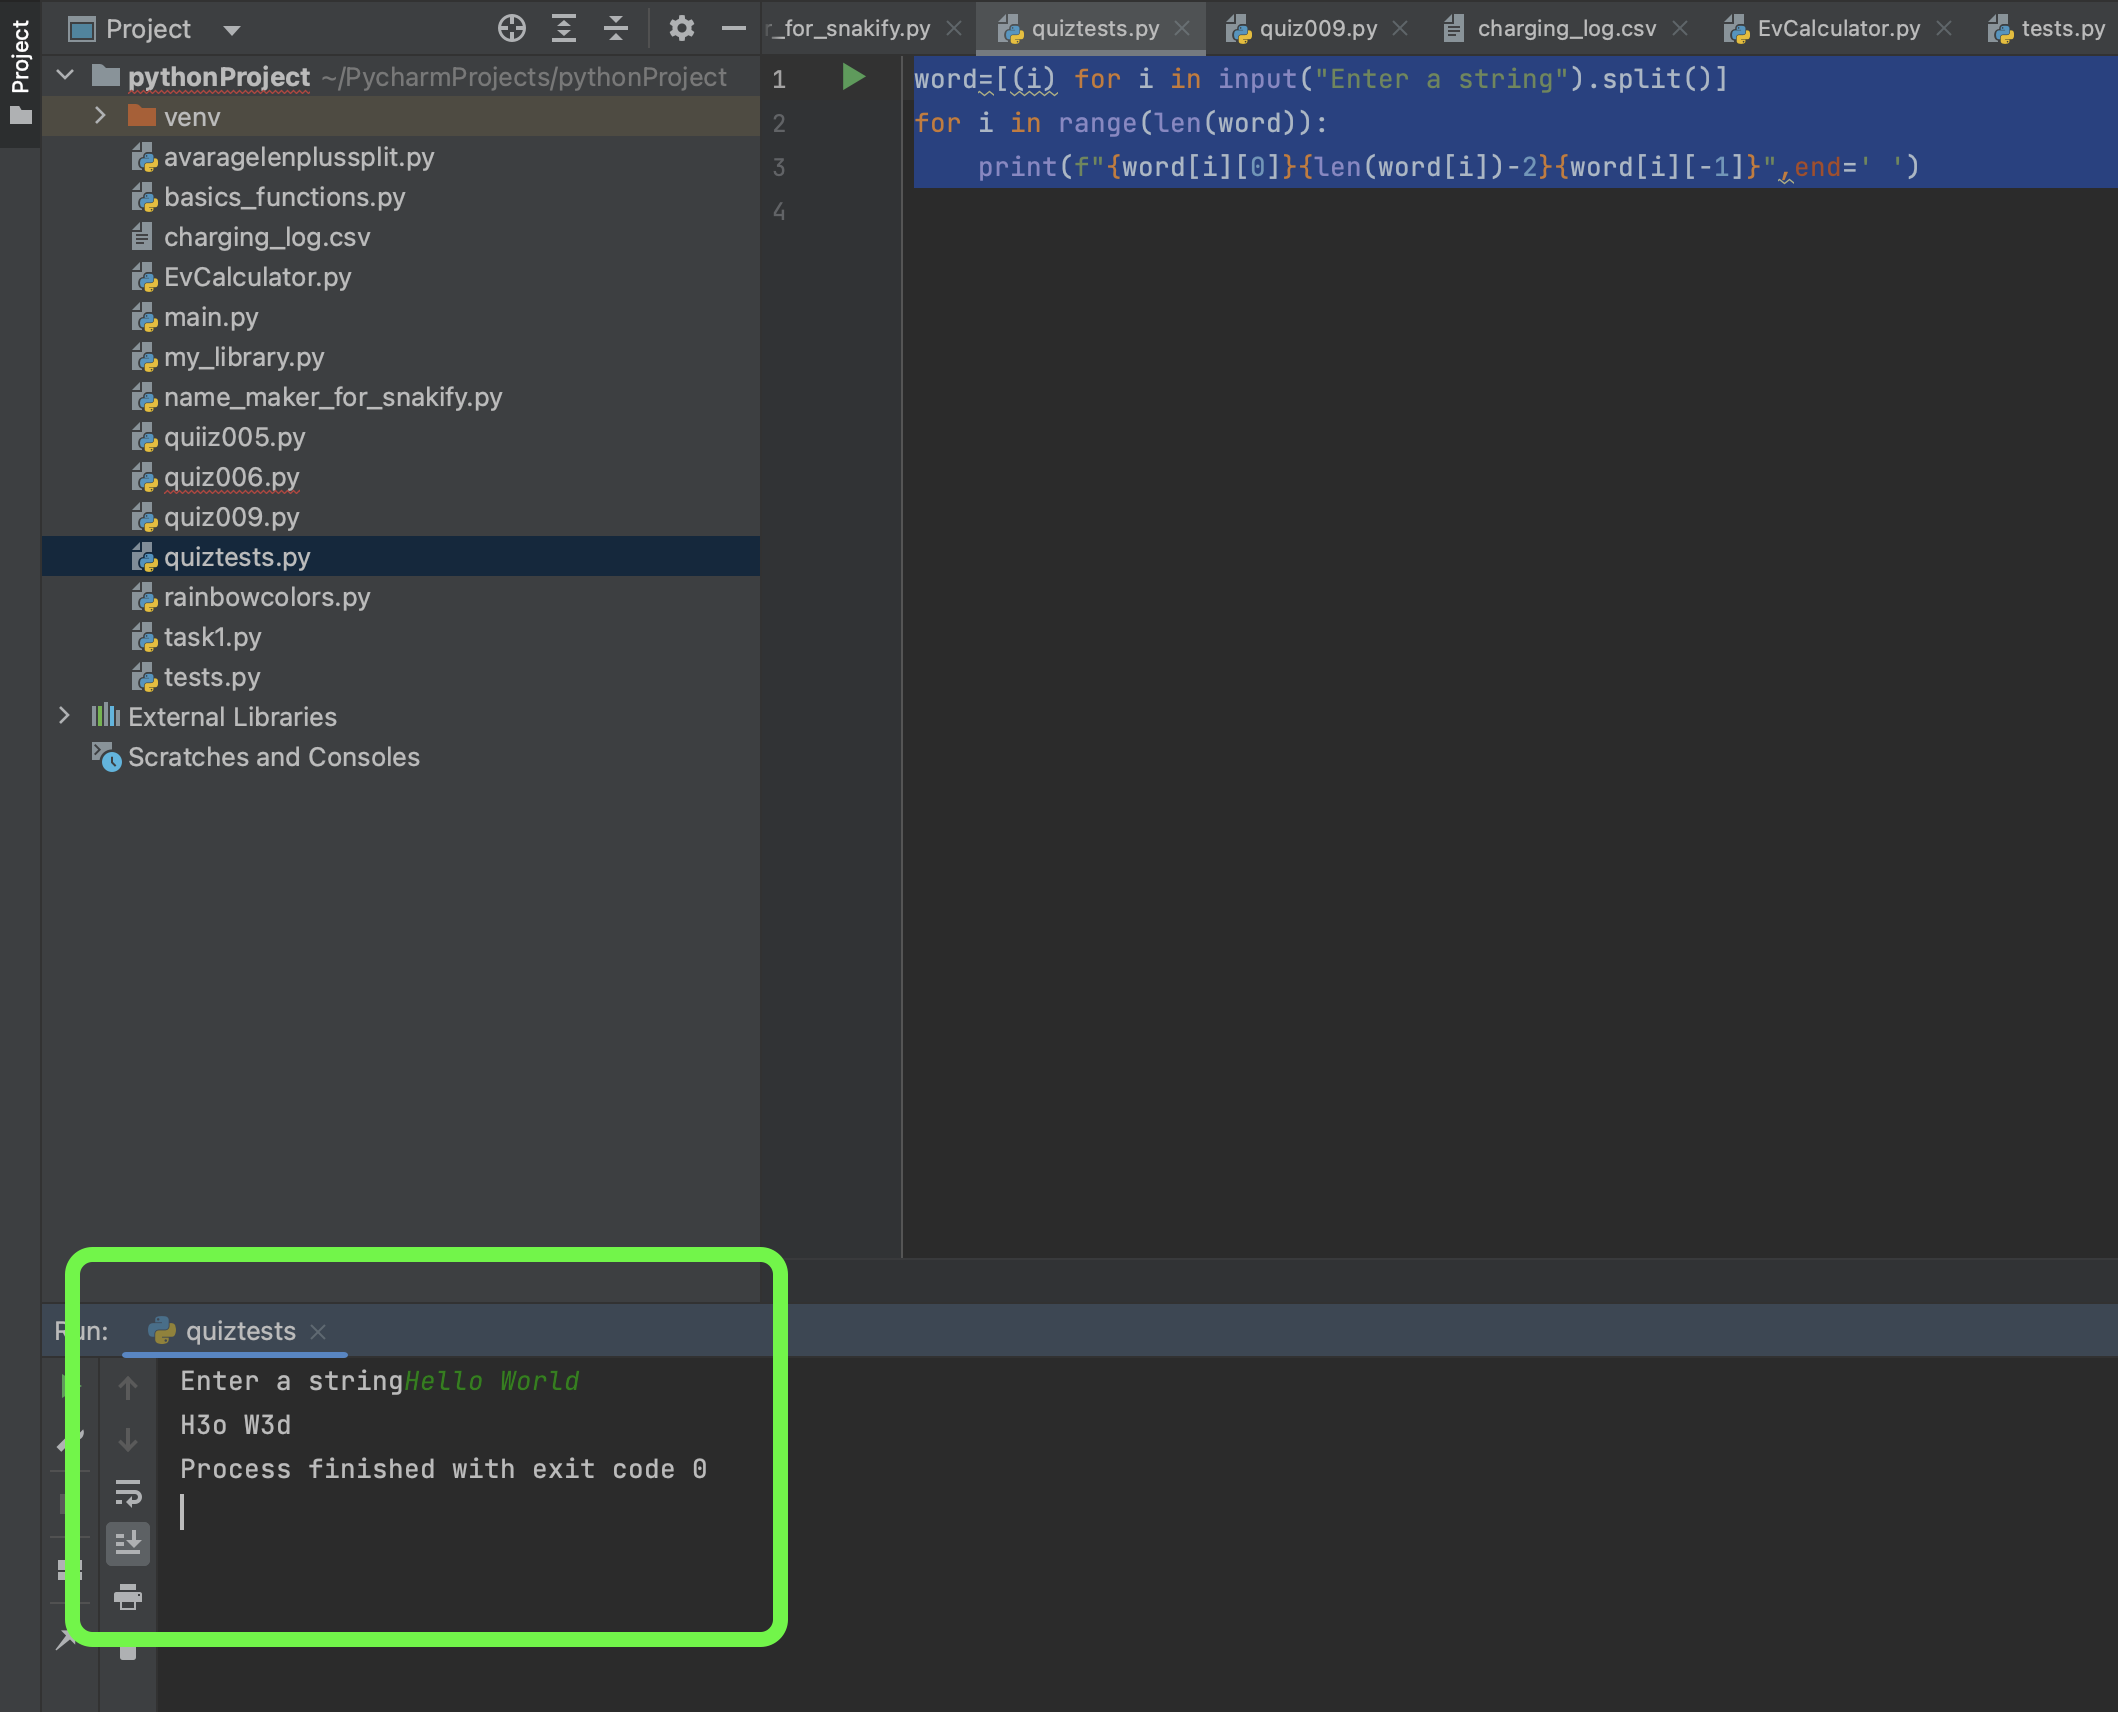 Project
Project
r_for_snakify.py
quiztests.py
quiz009.py
charging_log.csv
EvCalculator.py
tests.py
pythonProject ~/PycharmProjects/pythonProject
venv
avaragelenplussplit.py
basics_functions.py
charging_log.csv
EvCalculator.py
main.py
my_library.py
name_maker_for_snakify.py
quiiz005.py
quiz006.py
quiz009.py
quiztests.py
rainbowcolors.py
task1.py
tests.py
External Libraries
Scratches and Consoles
1 word=[(i) for i in input("Enter a string").split()]
2 for i in range(len(word)):
3     print(f"{word[i][0]}{len(word[i])-2}{word[i][-1]}",end=' ')
4
Run: quiztests
Enter a stringHello World
H3o W3d
Process finished with exit code 0